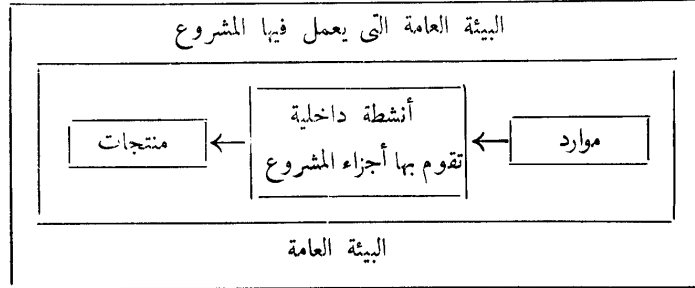 البيئة العامة التى يعمل فيها المشروع
موارد
أنشطة داخلية
تقوم بها أجزاء المشروع
منتجات
البيئة العامة